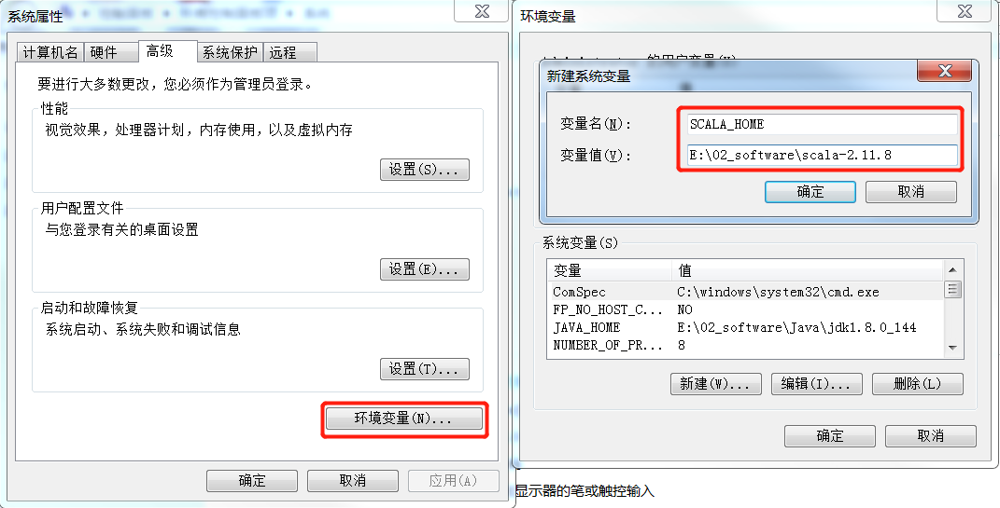 系统属性
计算机名 硬件 高级 系统保护 远程
要进行大多数更改，您必须作为管理员登录。
性能
视觉效果，处理器计划，内存使用，以及虚拟内存
设置(S)...
用户配置文件
与您登录有关的桌面设置
设置(E)...
启动和故障恢复
系统启动、系统失败和调试信息
设置(T)...
环境变量(N)...
确定 取消 应用(A)
环境变量
的用户变量(U)
新建系统变量
变量名(N): SCALA_HOME
变量值(V): E:\02_software\scala-2.11.8
确定 取消
系统变量(S)
变量 值
ComSpec C:\windows\system32\cmd.exe
FP_NO_HOST_C... NO
JAVA_HOME E:\02_software\Java\jdk1.8.0_144
NUMBER_OF_PR... 8
新建(W)... 编辑(I)... 删除(L)
确定 取消
显示器的笔或触控输入